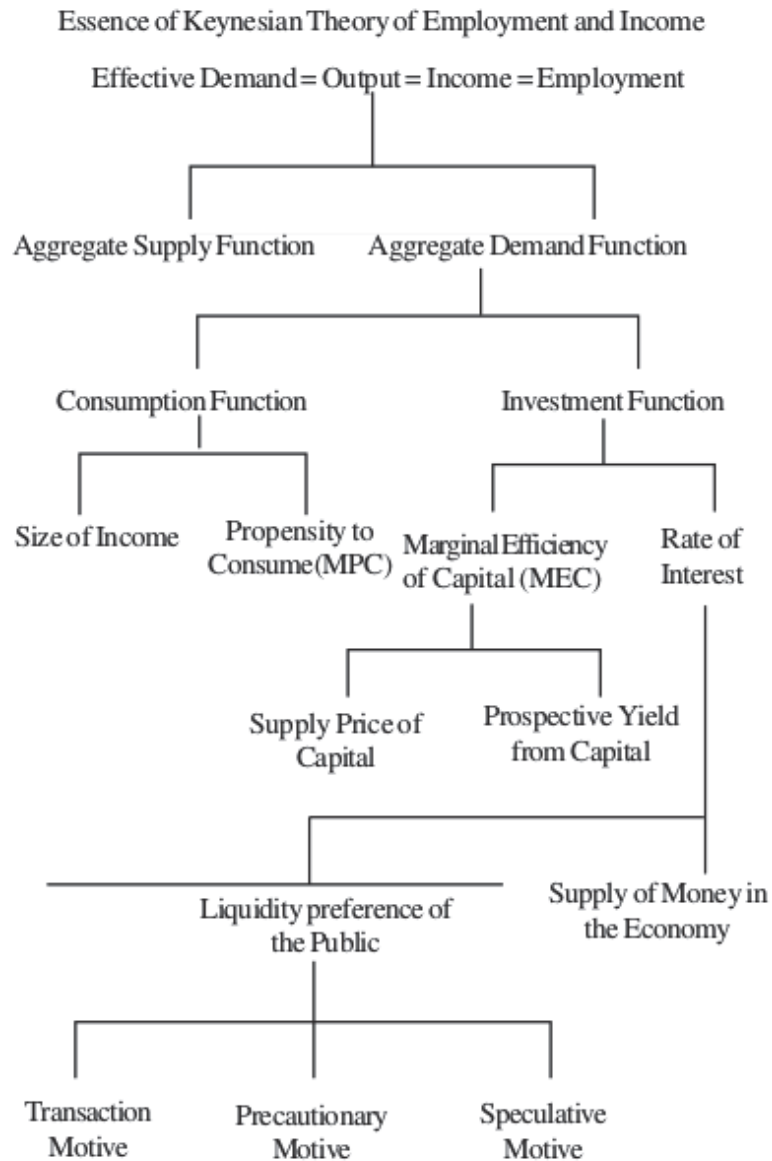 Essence of Keynesian Theory of Employment and Income
Effective Demand = Output = Income = Employment
Aggregate Supply Function
Aggregate Demand Function
Consumption Function
Investment Function
Size of Income
Propensity to
Consume (MPC)
Marginal Efficiency
of Capital (MEC)
Rate of
Interest
Supply Price of
Capital
Prospective Yield
from Capital
Liquidity preference of
the Public
Supply of Money in
the Economy
Transaction
Motive
Precautionary
Motive
Speculative
Motive